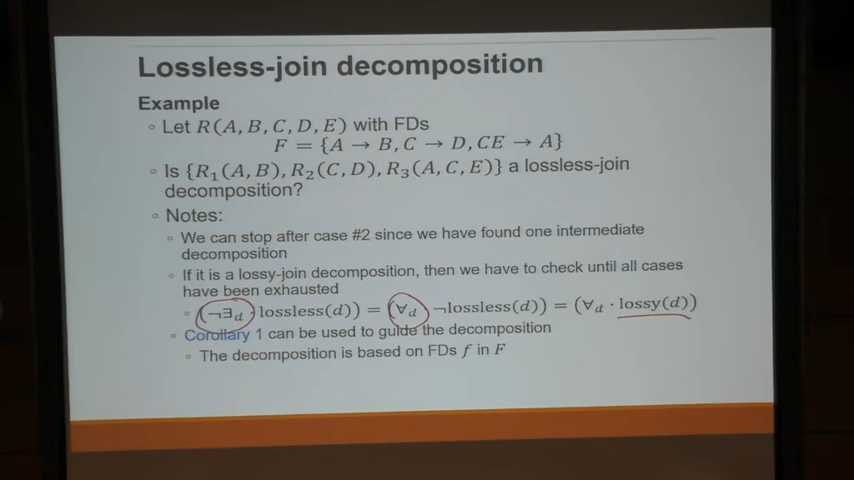 Lossless-join decomposition
Example
◦ Let R(A, B, C, D, E) with FDs
F = {A → B, C → D, CE → A}
◦ Is {R₁(A, B), R₂(C, D), R₃(A, C, E)} a lossless-join
decomposition?
◦ Notes:
◦ We can stop after case #2 since we have found one intermediate
decomposition
◦ If it is a lossy-join decomposition, then we have to check until all cases
have been exhausted
◦ (¬∃d · lossless(d)) = (∀d · ¬lossless(d)) = (∀d · lossy(d))
◦ Corollary 1 can be used to guide the decomposition
◦ The decomposition is based on FDs f in F